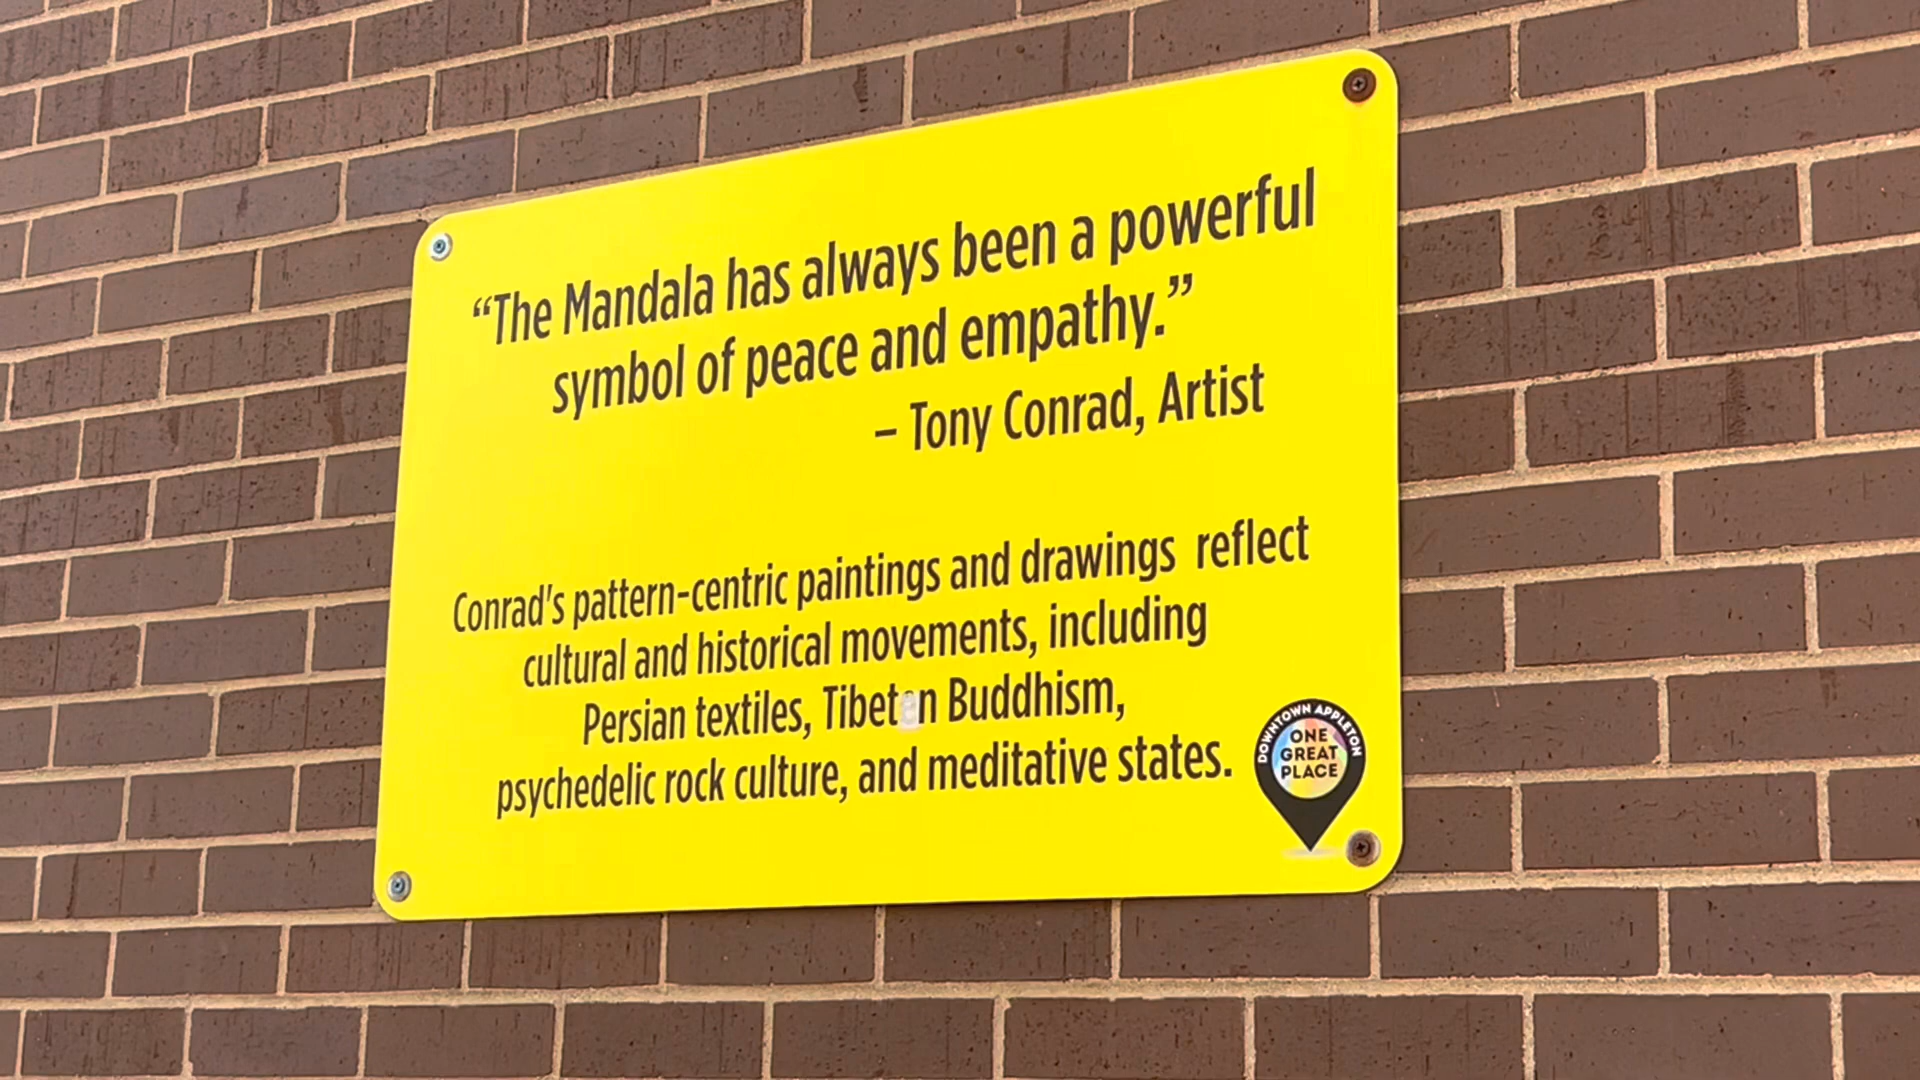 “The Mandala has always been a powerful
symbol of peace and empathy.”
– Tony Conrad, Artist
Conrad's pattern-centric paintings and drawings reflect
cultural and historical movements, including
Persian textiles, Tibetan Buddhism,
psychedelic rock culture, and meditative states.
DOWNTOWN APPLETON
ONE
GREAT
PLACE